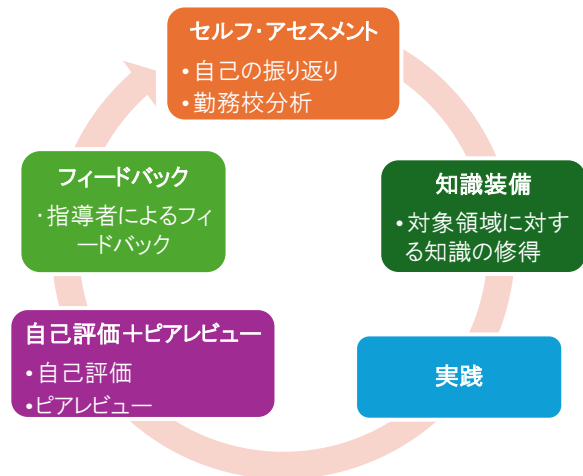 セルフ・アセスメント
•自己の振り返り
•勤務校分析
知識装備
•対象領域に対す
る知識の修得
実践
自己評価＋ピアレビュー
•自己評価
•ピアレビュー
フィードバック
・指導者によるフィ
ードバック